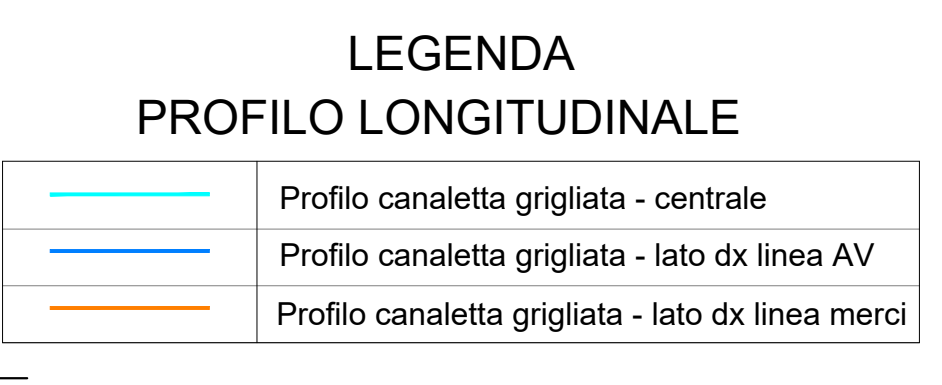 LEGENDA
PROFILO LONGITUDINALE
Profilo canaletta grigliata - centrale
Profilo canaletta grigliata - lato dx linea AV
Profilo canaletta grigliata - lato dx linea merci